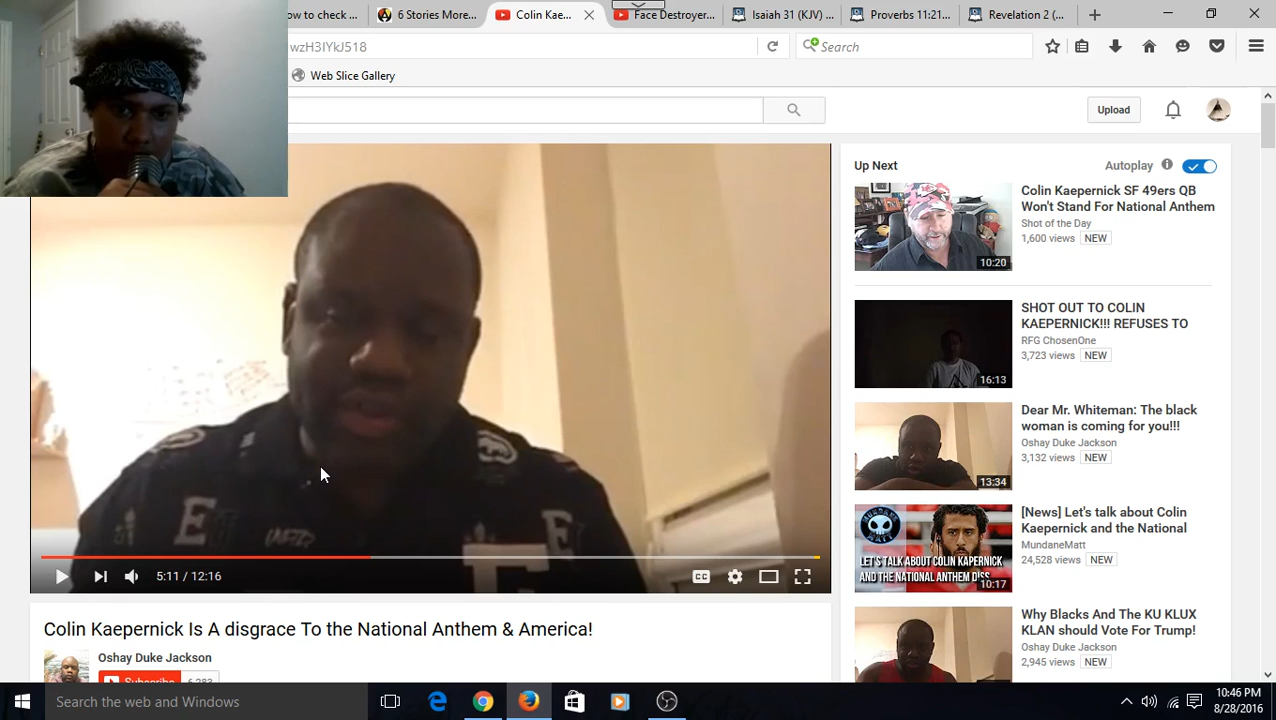 ow to check ...
6 Stories More...
Colin Kae...
Face Destroyer...
Isaiah 31 (KJV) ...
Proverbs 11:21...
Revelation 2 (...
wzH3IYkJ518
Search
Web Slice Gallery
Upload
Up Next
Autoplay
Colin Kaepernick SF 49ers QB
Won't Stand For National Anthem
Shot of the Day
1,600 views NEW
10:20
SHOT OUT TO COLIN
KAEPERNICK!!! REFUSES TO
RFG ChosenOne
3,723 views NEW
16:13
Dear Mr. Whiteman: The black
woman is coming for you!!!
Oshay Duke Jackson
3,132 views NEW
13:34
[News] Let's talk about Colin
Kaepernick and the National
MundaneMatt
24,528 views NEW
LET'S TALK ABOUT COLIN KAPERNICK
AND THE NATIONAL ANTHEM DISS
10:17
Why Blacks And The KU KLUX
KLAN should Vote For Trump!
Oshay Duke Jackson
2,945 views NEW
5:11 / 12:16
CC
Colin Kaepernick Is A disgrace To the National Anthem & America!
Oshay Duke Jackson
Subscribe
6,283
Search the web and Windows
10:46 PM
8/28/2016